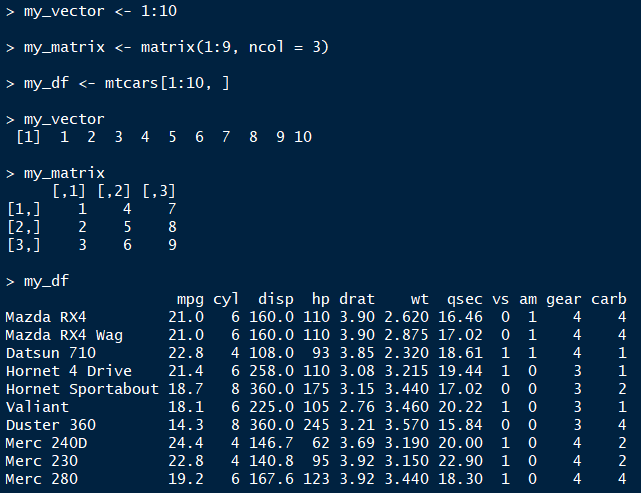 > my_vector <- 1:10
> my_matrix <- matrix(1:9, ncol = 3)
> my_df <- mtcars[1:10, ]
> my_vector
 [1]  1  2  3  4  5  6  7  8  9 10
> my_matrix
     [,1] [,2] [,3]
[1,]    1    4    7
[2,]    2    5    8
[3,]    3    6    9
> my_df
                   mpg cyl  disp  hp drat    wt  qsec vs am gear carb
Mazda RX4         21.0   6 160.0 110 3.90 2.620 16.46  0  1    4    4
Mazda RX4 Wag     21.0   6 160.0 110 3.90 2.875 17.02  0  1    4    4
Datsun 710        22.8   4 108.0  93 3.85 2.320 18.61  1  1    4    1
Hornet 4 Drive    21.4   6 258.0 110 3.08 3.215 19.44  1  0    3    1
Hornet Sportabout 18.7   8 360.0 175 3.15 3.440 17.02  0  0    3    2
Valiant           18.1   6 225.0 105 2.76 3.460 20.22  1  0    3    1
Duster 360        14.3   8 360.0 245 3.21 3.570 15.84  0  0    3    4
Merc 240D         24.4   4 146.7  62 3.69 3.190 20.00  1  0    4    2
Merc 230          22.8   4 140.8  95 3.92 3.150 22.90  1  0    4    2
Merc 280          19.2   6 167.6 123 3.92 3.440 18.30  1  0    4    4